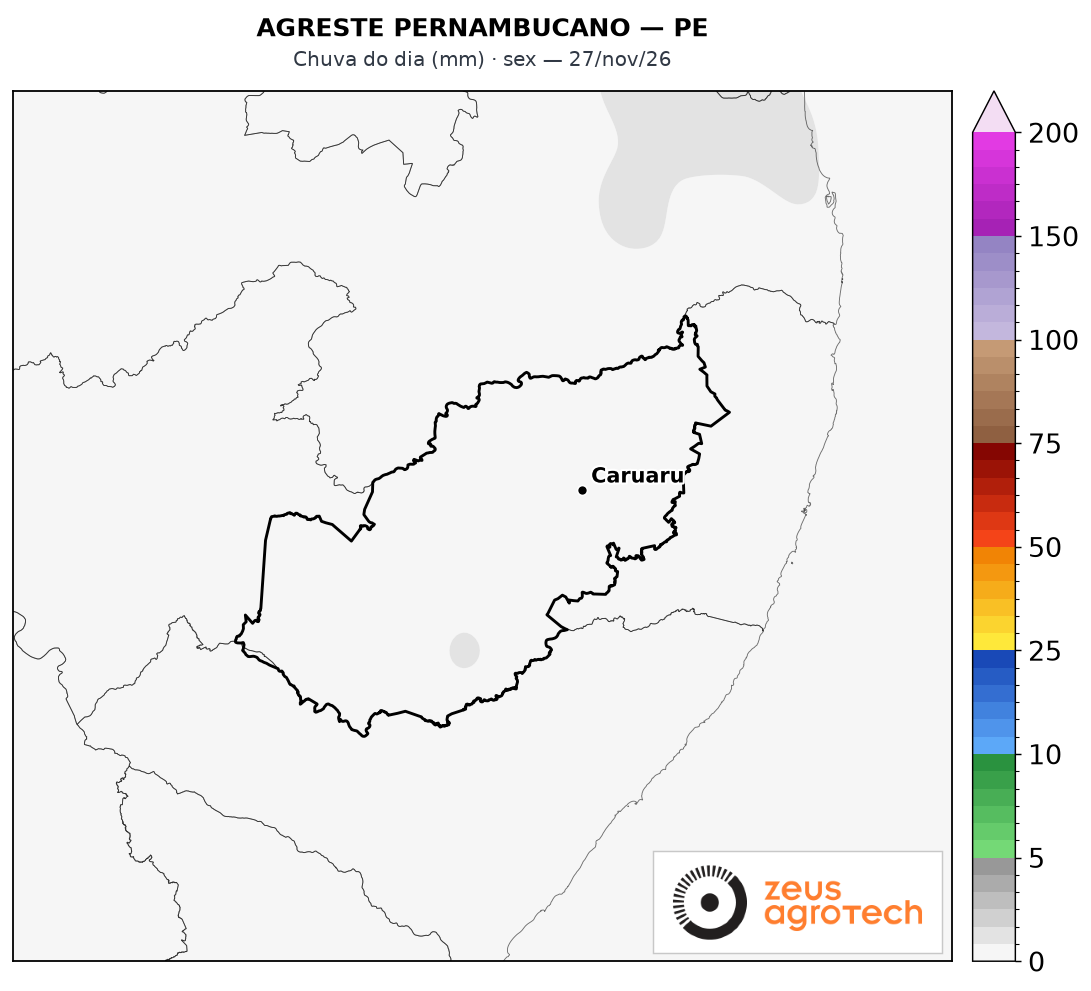 AGRESTE PERNAMBUCANO — PE
Chuva do dia (mm) · sex — 27/nov/26
200
150
100
75
50
25
10
5
0
Caruaru
zeus
agrotech